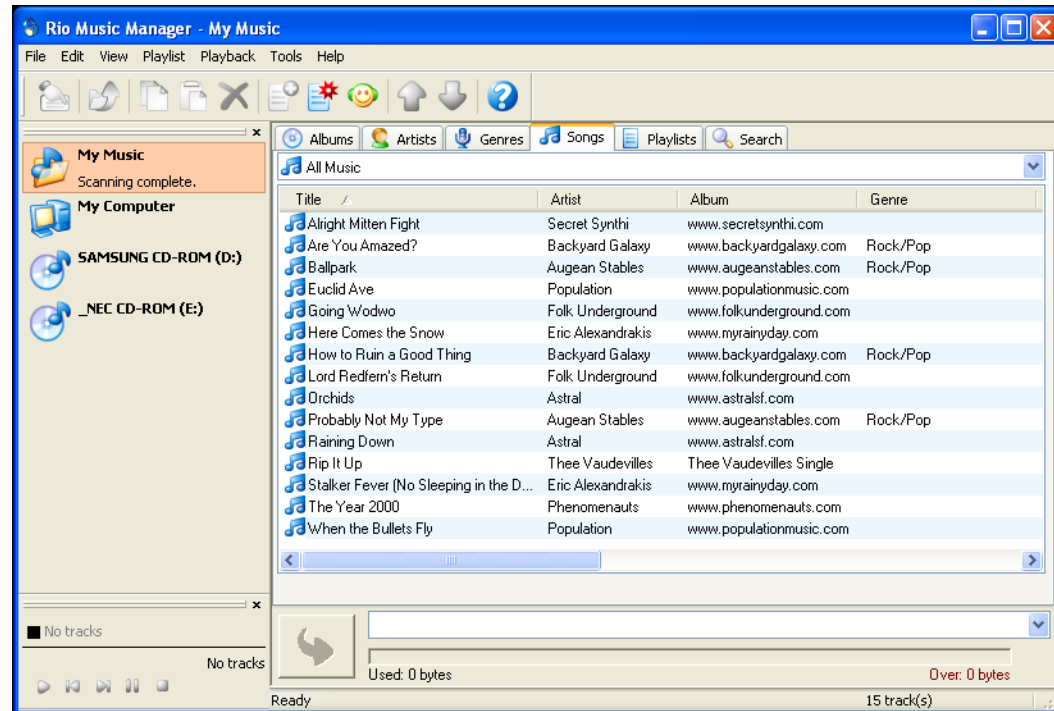 Rio Music Manager - My Music
File Edit View Playlist Playback Tools Help
My Music
Scanning complete.
My Computer
SAMSUNG CD-ROM (D:)
_NEC CD-ROM (E:)
Albums Artists Genres Songs Playlists Search
All Music
Title Artist Album Genre
Alright Mitten Fight Secret Synthi www.secretsynthi.com
Are You Amazed? Backyard Galaxy www.backyardgalaxy.com Rock/Pop
Ballpark Augean Stables www.augeanstables.com Rock/Pop
Euclid Ave Population www.populationmusic.com
Going Wodwo Folk Underground www.folkunderground.com
Here Comes the Snow Eric Alexandrakis www.myrainyday.com
How to Ruin a Good Thing Backyard Galaxy www.backyardgalaxy.com Rock/Pop
Lord Redfern's Return Folk Underground www.folkunderground.com
Orchids Astral www.astralsf.com
Probably Not My Type Augean Stables www.augeanstables.com Rock/Pop
Raining Down Astral www.astralsf.com
Rip It Up Thee Vaudevilles Thee Vaudevilles Single
Stalker Fever (No Sleeping in the D... Eric Alexandrakis www.myrainyday.com
The Year 2000 Phenomenauts www.phenomenauts.com
When the Bullets Fly Population www.populationmusic.com
No tracks
No tracks
Used: 0 bytes Over: 0 bytes
Ready 15 track(s)